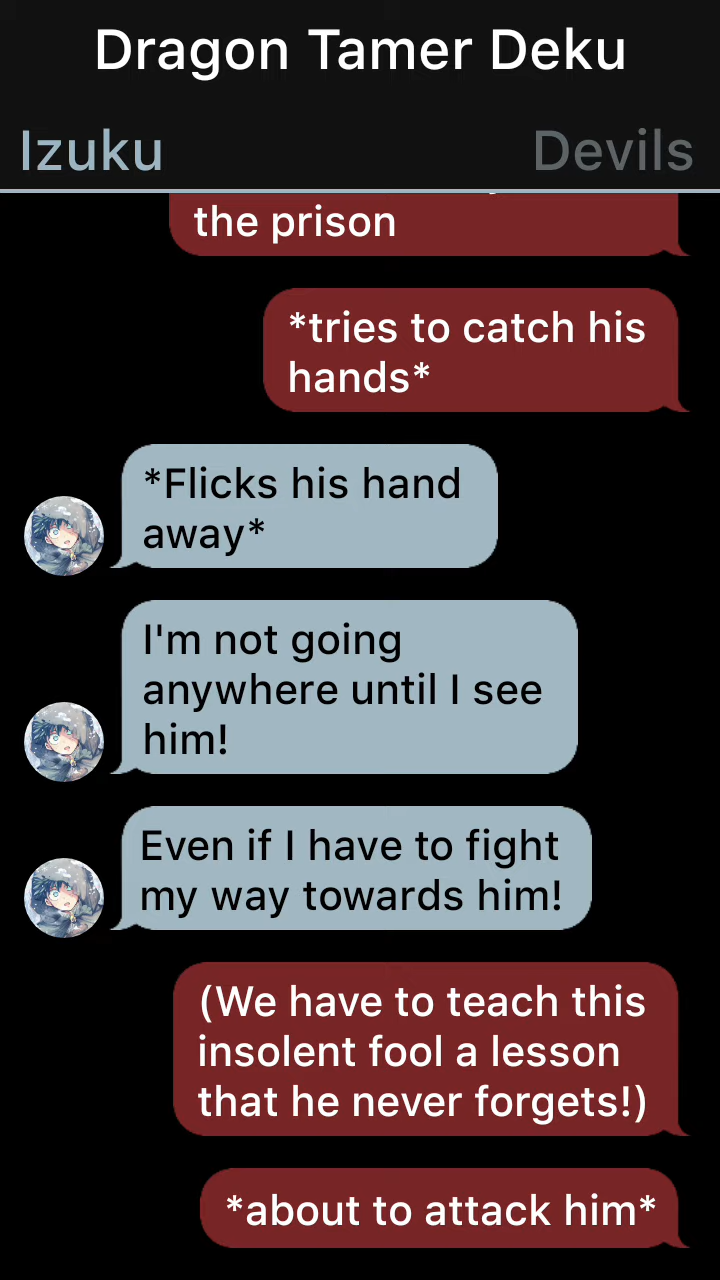 Dragon Tamer Deku
Izuku
Devils
the prison
*tries to catch his
hands*
*Flicks his hand
away*
I'm not going
anywhere until I see
him!
Even if I have to fight
my way towards him!
(We have to teach this
insolent fool a lesson
that he never forgets!)
*about to attack him*